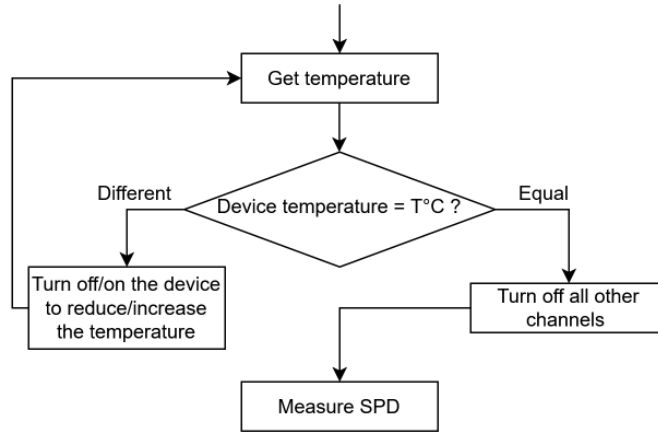 Get temperature
Device temperature = T°C ?
Different
Equal
Turn off/on the device
to reduce/increase
the temperature
Turn off all other
channels
Measure SPD